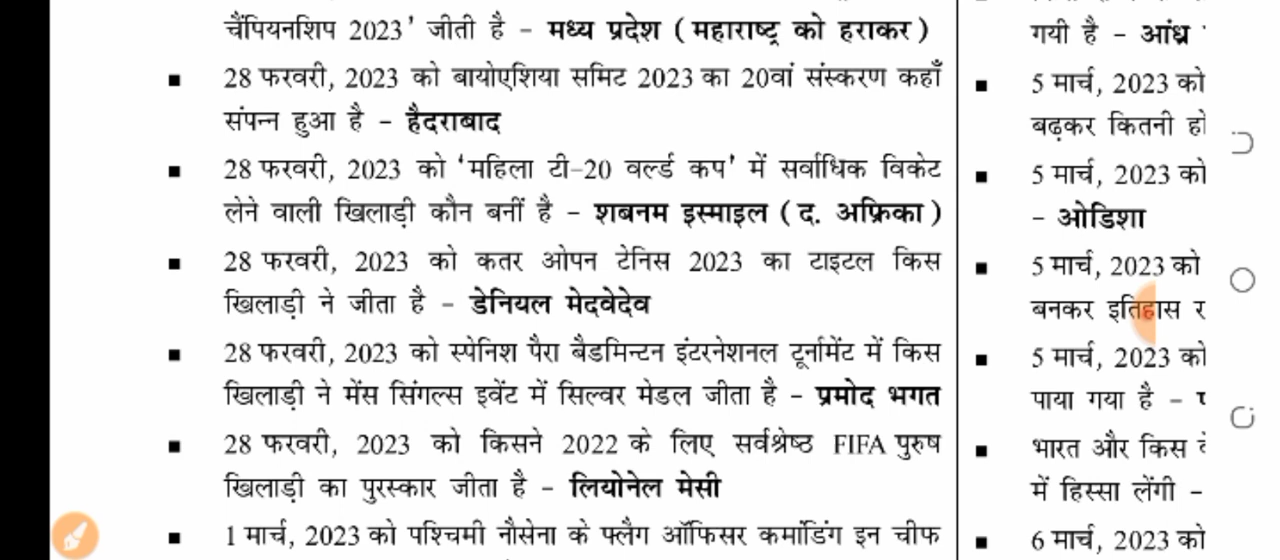 चैंपियनशिप 2023' जीती है - मध्य प्रदेश ( महाराष्ट्र को हराकर )
▪ 28 फरवरी, 2023 को बायोएशिया समिट 2023 का 20वां संस्करण कहाँ
संपन्न हुआ है - हैदराबाद
▪ 28 फरवरी, 2023 को 'महिला टी-20 वर्ल्ड कप' में सर्वाधिक विकेट
लेने वाली खिलाड़ी कौन बनीं है - शबनम इस्माइल ( द. अफ्रिका )
▪ 28 फरवरी, 2023 को कतर ओपन टेनिस 2023 का टाइटल किस
खिलाड़ी ने जीता है - डेनियल मेदवेदेव
▪ 28 फरवरी, 2023 को स्पेनिश पैरा बैडमिन्टन इंटरनेशनल टूर्नामेंट में किस
खिलाड़ी ने मेंस सिंगल्स इवेंट में सिल्वर मेडल जीता है - प्रमोद भगत
▪ 28 फरवरी, 2023 को किसने 2022 के लिए सर्वश्रेष्ठ FIFA पुरुष
खिलाड़ी का पुरस्कार जीता है - लियोनेल मेसी
▪ 1 मार्च, 2023 को पश्चिमी नौसेना के फ्लैग ऑफिसर कमांडिंग इन चीफ
गयी है - आंध्र
▪ 5 मार्च, 2023 को
बढ़कर कितनी हो
▪ 5 मार्च, 2023 को
- ओडिशा
▪ 5 मार्च, 2023 को
बनकर इतिहास
▪ 5 मार्च, 2023 को
पाया गया है -
▪ भारत और किस
में हिस्सा लेंगी -
▪ 6 मार्च, 2023 को